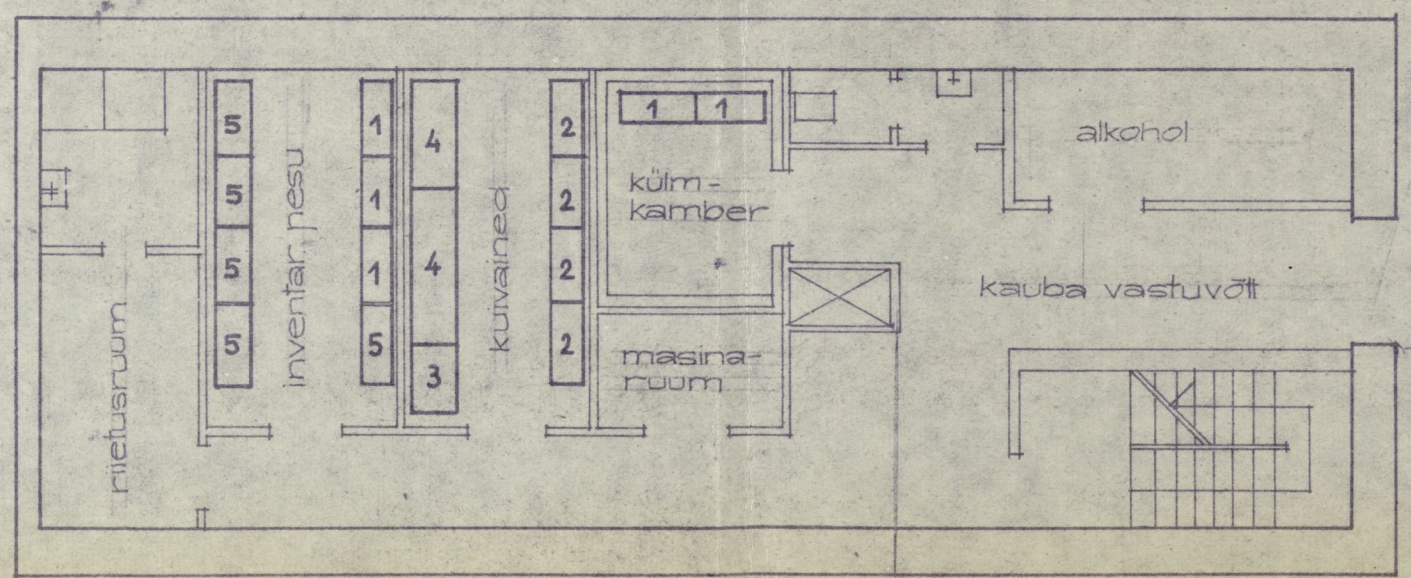 riietusruum
5
5
5
5
inventar, pesu
1
1
1
5
4
4
3
kuivained
2
2
2
2
1 1
külm-
kamber
masina-
ruum
alkohol
kauba vastuvõtt